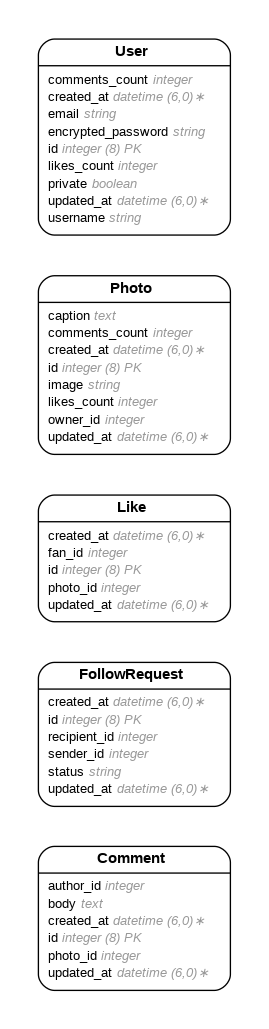 User
comments_count integer
created_at datetime (6,0)∗
email string
encrypted_password string
id integer (8) PK
likes_count integer
private boolean
updated_at datetime (6,0)∗
username string
Photo
caption text
comments_count integer
created_at datetime (6,0)∗
id integer (8) PK
image string
likes_count integer
owner_id integer
updated_at datetime (6,0)∗
Like
created_at datetime (6,0)∗
fan_id integer
id integer (8) PK
photo_id integer
updated_at datetime (6,0)∗
FollowRequest
created_at datetime (6,0)∗
id integer (8) PK
recipient_id integer
sender_id integer
status string
updated_at datetime (6,0)∗
Comment
author_id integer
body text
created_at datetime (6,0)∗
id integer (8) PK
photo_id integer
updated_at datetime (6,0)∗